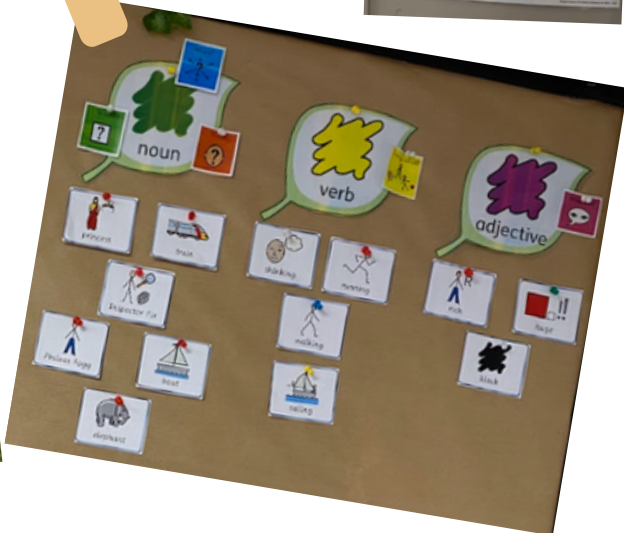 noun
verb
adjective
princess
train
thinking
running
Inspector Fix
rich
huge
walking
Phileas Fogg
boat
black
sailing
elephant